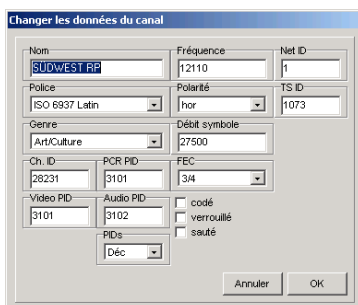 Changer les données du canal
Nom Fréquence Net ID
SÜDWEST RP 12110 1
Police Polarité TS ID
ISO 6937 Latin hor 1073
Genre Débit symbole
Art/Culture 27500
Ch. ID PCR PID FEC
28231 3101 3/4
Video PID Audio PID codé
3101 3102 verrouillé
PIDs sauté
Déc
Annuler OK